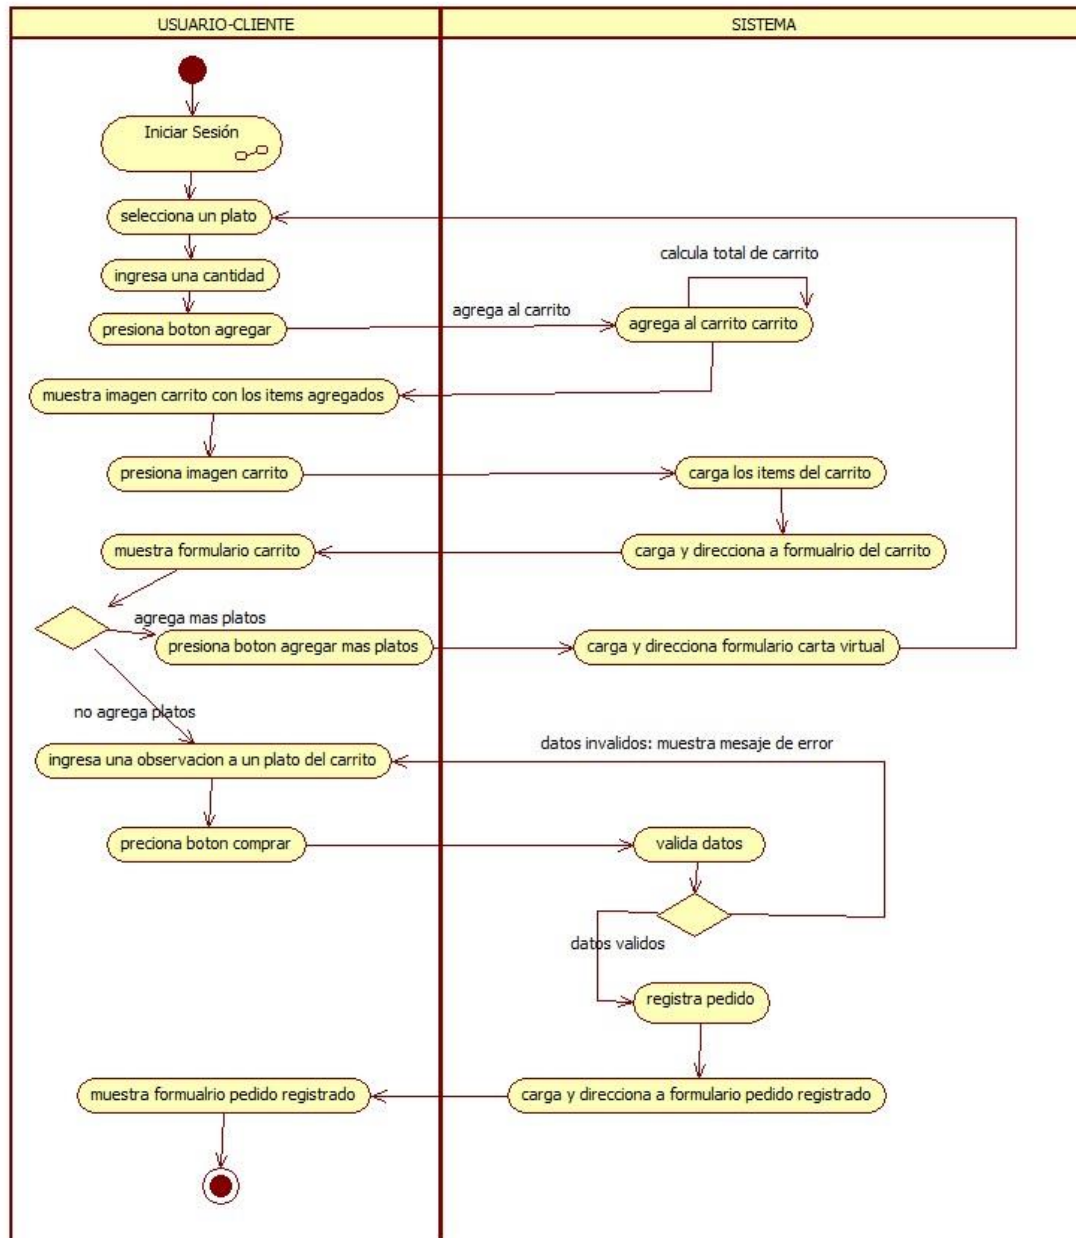 USUARIO-CLIENTE
SISTEMA
Iniciar Sesión
selecciona un plato
ingresa una cantidad
calcula total de carrito
presiona boton agregar
agrega al carrito
agrega al carrito carrito
muestra imagen carrito con los items agregados
presiona imagen carrito
carga los items del carrito
muestra formulario carrito
carga y direcciona a formualrio del carrito
agrega mas platos
presiona boton agregar mas platos
carga y direcciona formulario carta virtual
no agrega platos
datos invalidos: muestra mesaje de error
ingresa una observacion a un plato del carrito
preciona boton comprar
valida datos
datos validos
registra pedido
muestra formualrio pedido registrado
carga y direcciona a formulario pedido registrado